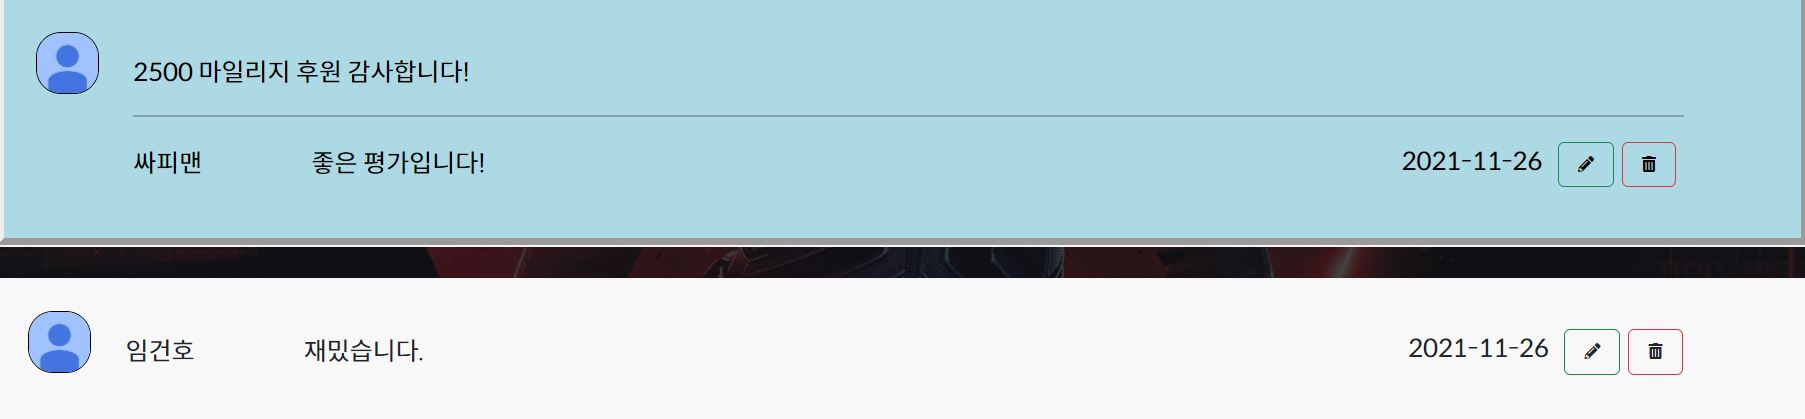 2500 마일리지 후원 감사합니다!
싸피맨 좋은 평가입니다! 2021-11-26
임건호 재밌습니다. 2021-11-26